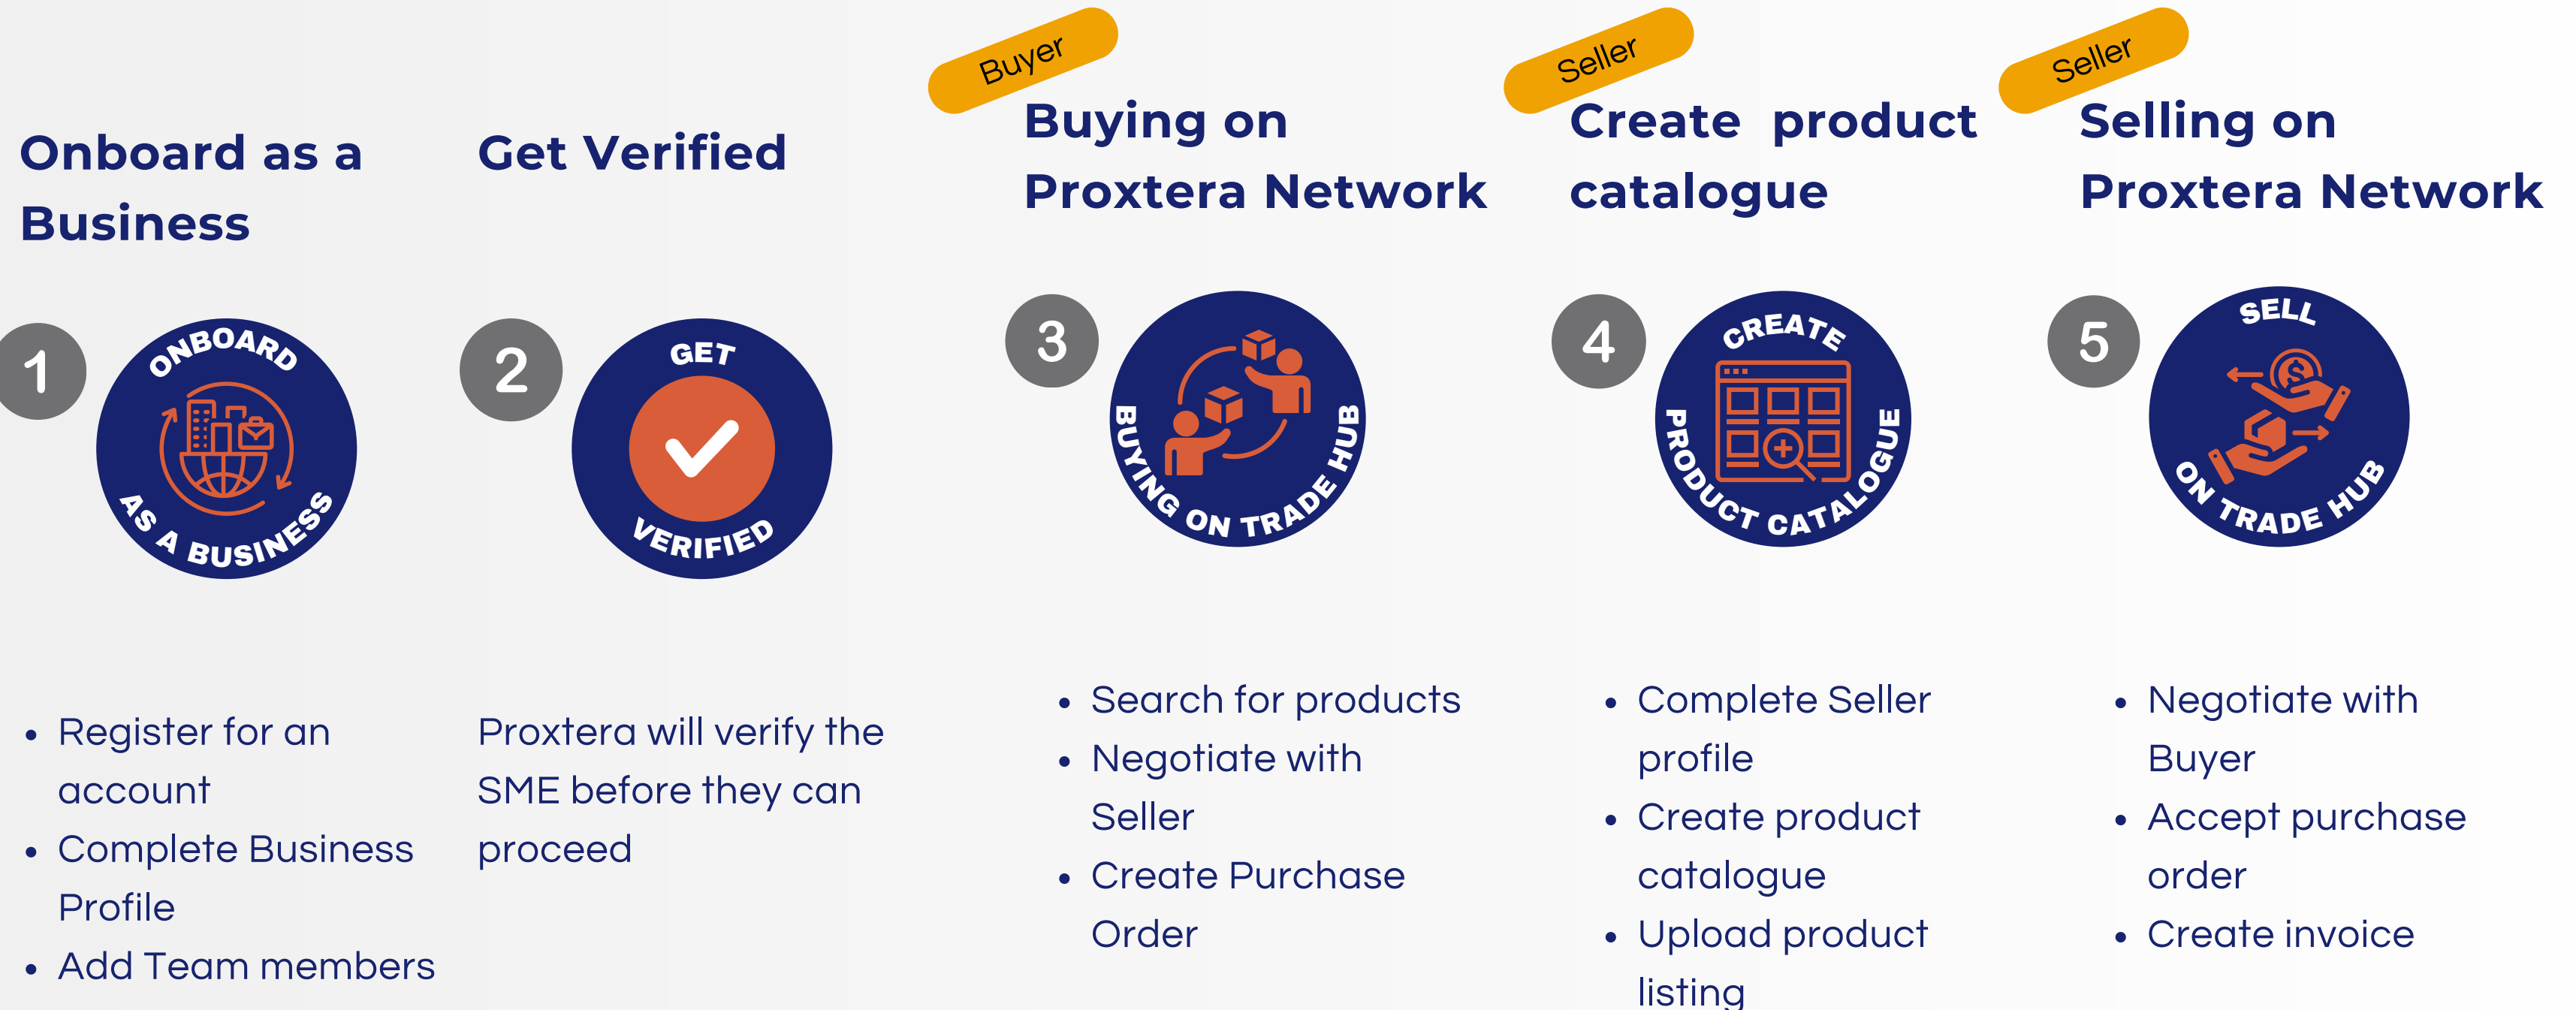 Onboard as a
Business
1
ONBOARD
AS A BUSINESS
• Register for an
account
• Complete Business
Profile
• Add Team members
Get Verified
2
GET
VERIFIED
Proxtera will verify the
SME before they can
proceed
Buyer
Buying on
Proxtera Network
3
BUYING ON TRADE HUB
• Search for products
• Negotiate with
Seller
• Create Purchase
Order
Seller
Create product
catalogue
4
CREATE
PRODUCT CATALOGUE
• Complete Seller
profile
• Create product
catalogue
• Upload product
listing
Seller
Selling on
Proxtera Network
5
SELL
$
ON TRADE HUB
• Negotiate with
Buyer
• Accept purchase
order
• Create invoice